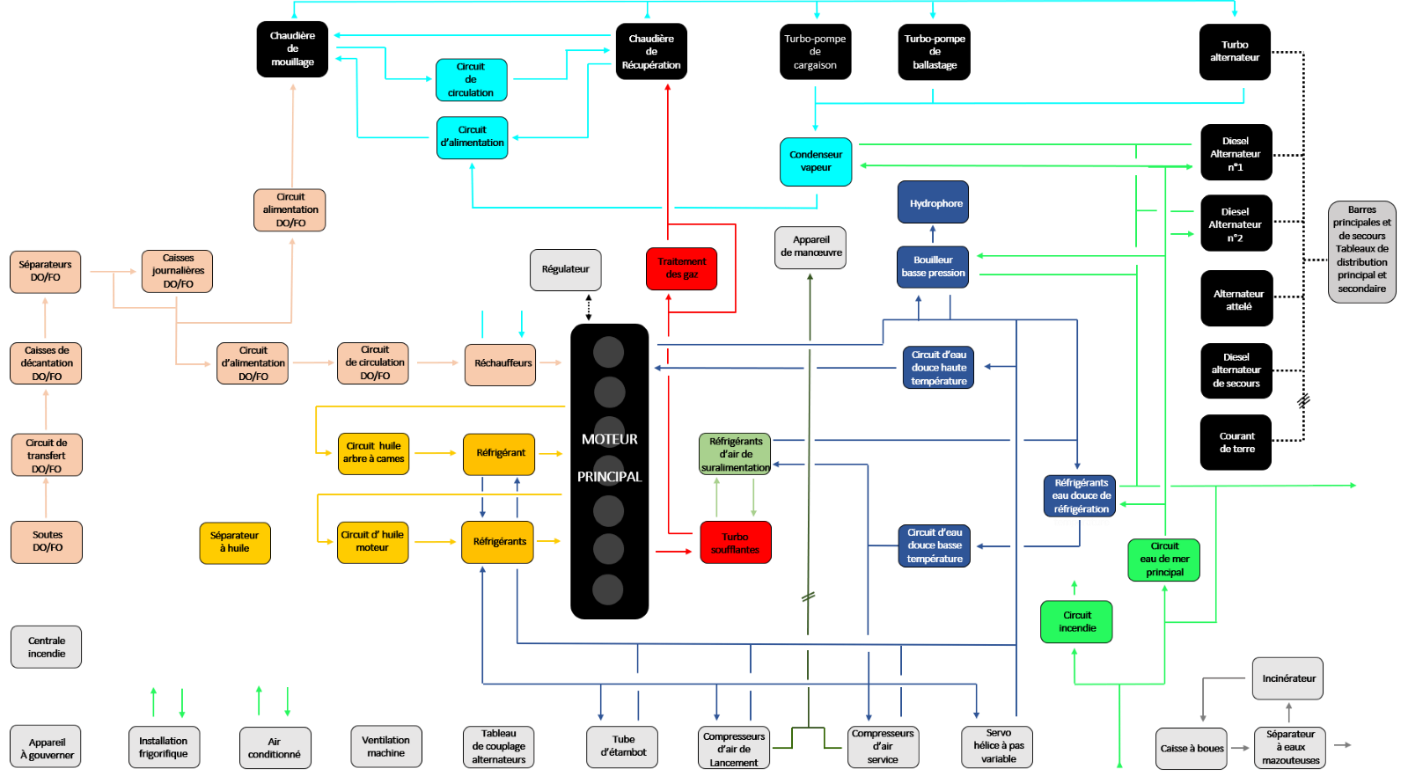 Chaudière
de
mouillage
Chaudière
de
Récupération
Turbo-pompe
de
cargaison
Turbo-pompe
de
ballastage
Turbo
alternateur
Circuit
de
circulation
Circuit
d'alimentation
Condenseur
vapeur
Diesel
Alternateur
n°1
Circuit
alimentation
DO/FO
Hydrophore
Diesel
Alternateur
n°2
Barres
principales et
de secours
Tableaux de
distribution
principal et
secondaire
Séparateurs
DO/FO
Caisses
journalières
DO/FO
Régulateur
Traitement
des gaz
Appareil
de manœuvre
Bouilleur
basse pression
Alternateur
attelé
Caisses de
décantation
DO/FO
Circuit
d'alimentation
DO/FO
Circuit
de circulation
DO/FO
Réchauffeurs
Circuit d'eau
douce haute
température
Diesel
alternateur
de secours
Circuit de
transfert
DO/FO
Circuit huile
arbre à cames
Réfrigérant
MOTEUR
PRINCIPAL
Réfrigérants
d'air de
suralimentation
Courant
de terre
Réfrigérants
eau douce de
réfrigération
Soutes
DO/FO
Séparateur
à huile
Circuit d' huile
moteur
Réfrigérants
Turbo
soufflantes
Circuit d'eau
douce basse
température
Circuit
eau de mer
principal
Circuit
incendie
Centrale
incendie
Incinérateur
Appareil
À gouverner
Installation
frigorifique
Air
conditionné
Ventilation
machine
Tableau
de couplage
alternateurs
Tube
d'étambot
Compresseurs
d'air de
Lancement
Compresseurs
d'air
service
Servo
hélice à pas
variable
Caisse à boues
Séparateur
à eaux
mazouteuses